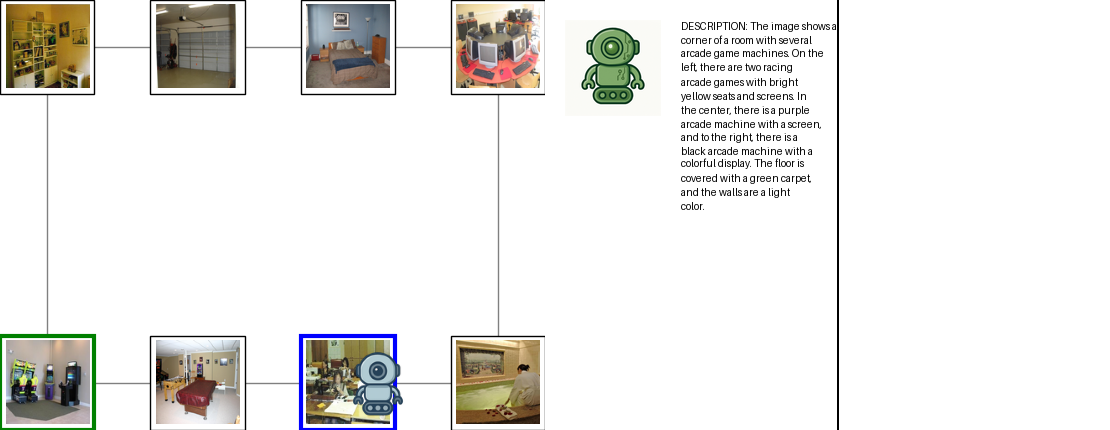 DESCRIPTION: The image shows a
corner of a room with several
arcade game machines. On the
left, there are two racing
arcade games with bright
yellow seats and screens. In
the center, there is a purple
arcade machine with a screen,
and to the right, there is a
black arcade machine with a
colorful display. The floor is
covered with a green carpet,
and the walls are a light
color.